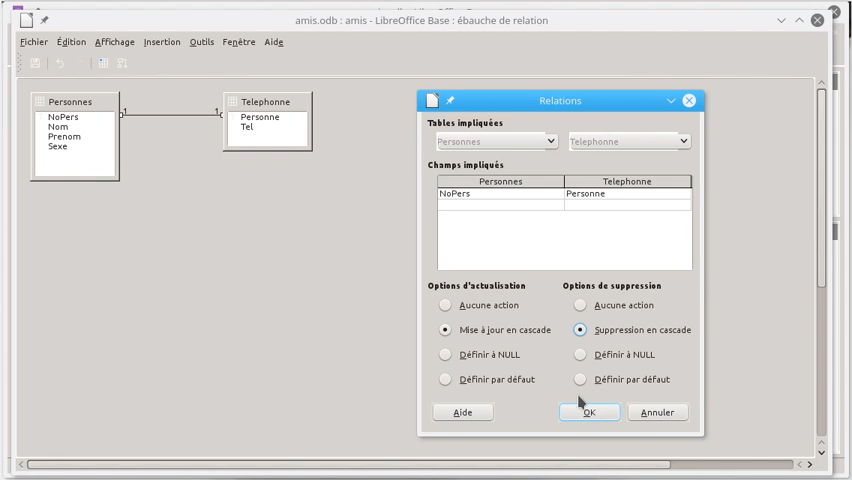 amis.odb : amis - LibreOffice Base : ébauche de relation
Fichier Édition Affichage Insertion Outils Fenêtre Aide
Personnes
NoPers
Nom
Prenom
Sexe
1 1
Telephonne
Personne
Tel
Relations
Tables impliquées
Personnes Telephonne
Champs impliqués
Personnes Telephonne
NoPers Personne
Options d'actualisation Options de suppression
Aucune action Aucune action
Mise à jour en cascade Suppression en cascade
Définir à NULL Définir à NULL
Définir par défaut Définir par défaut
Aide OK Annuler